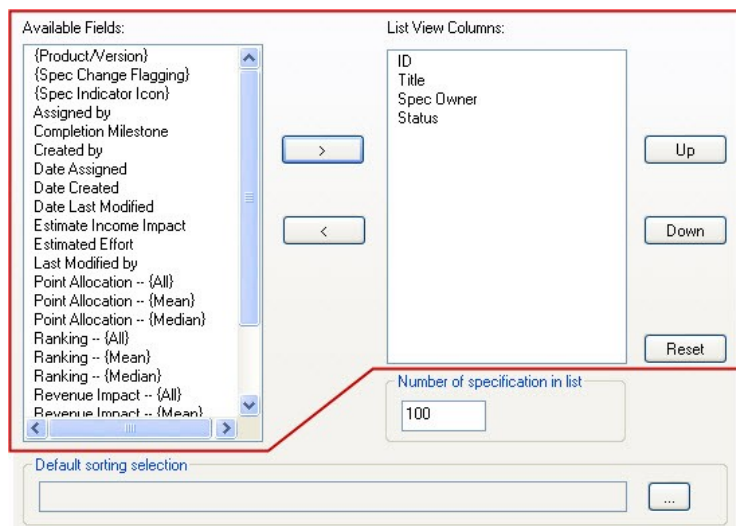 Available Fields:
{Product/Version}
{Spec Change Flagging}
{Spec Indicator Icon}
Assigned by
Completion Milestone
Created by
Date Assigned
Date Created
Date Last Modified
Estimate Income Impact
Estimated Effort
Last Modified by
Point Allocation -- {All}
Point Allocation -- {Mean}
Point Allocation -- {Median}
Ranking -- {All}
Ranking -- {Mean}
Ranking -- {Median}
Revenue Impact -- {All}
Revenue Impact -- {Mean}
>
<
List View Columns:
ID
Title
Spec Owner
Status
Up
Down
Reset
Number of specification in list
100
Default sorting selection
...